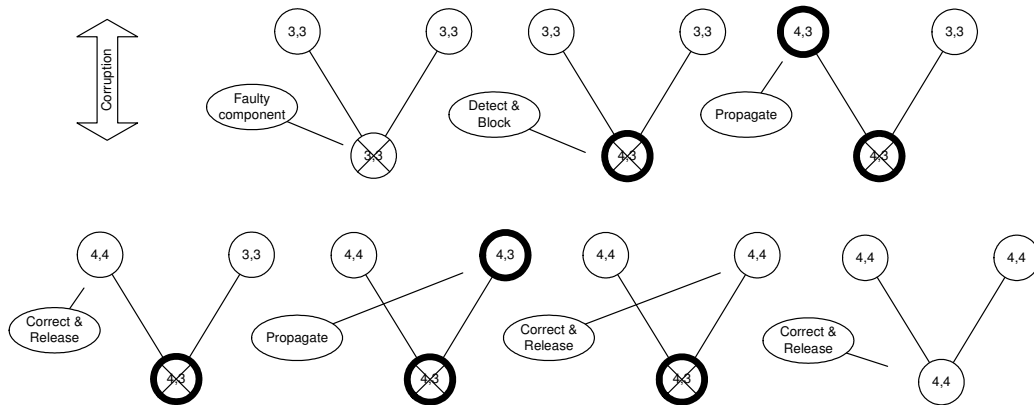 Corruption
3,3
3,3
Faulty
component
3,3
3,3
3,3
Detect &
Block
4,3
4,3
3,3
Propagate
4,3
4,4
3,3
Correct &
Release
4,3
4,4
4,3
Propagate
4,3
4,4
4,4
Correct &
Release
4,3
4,4
4,4
Correct &
Release
4,4